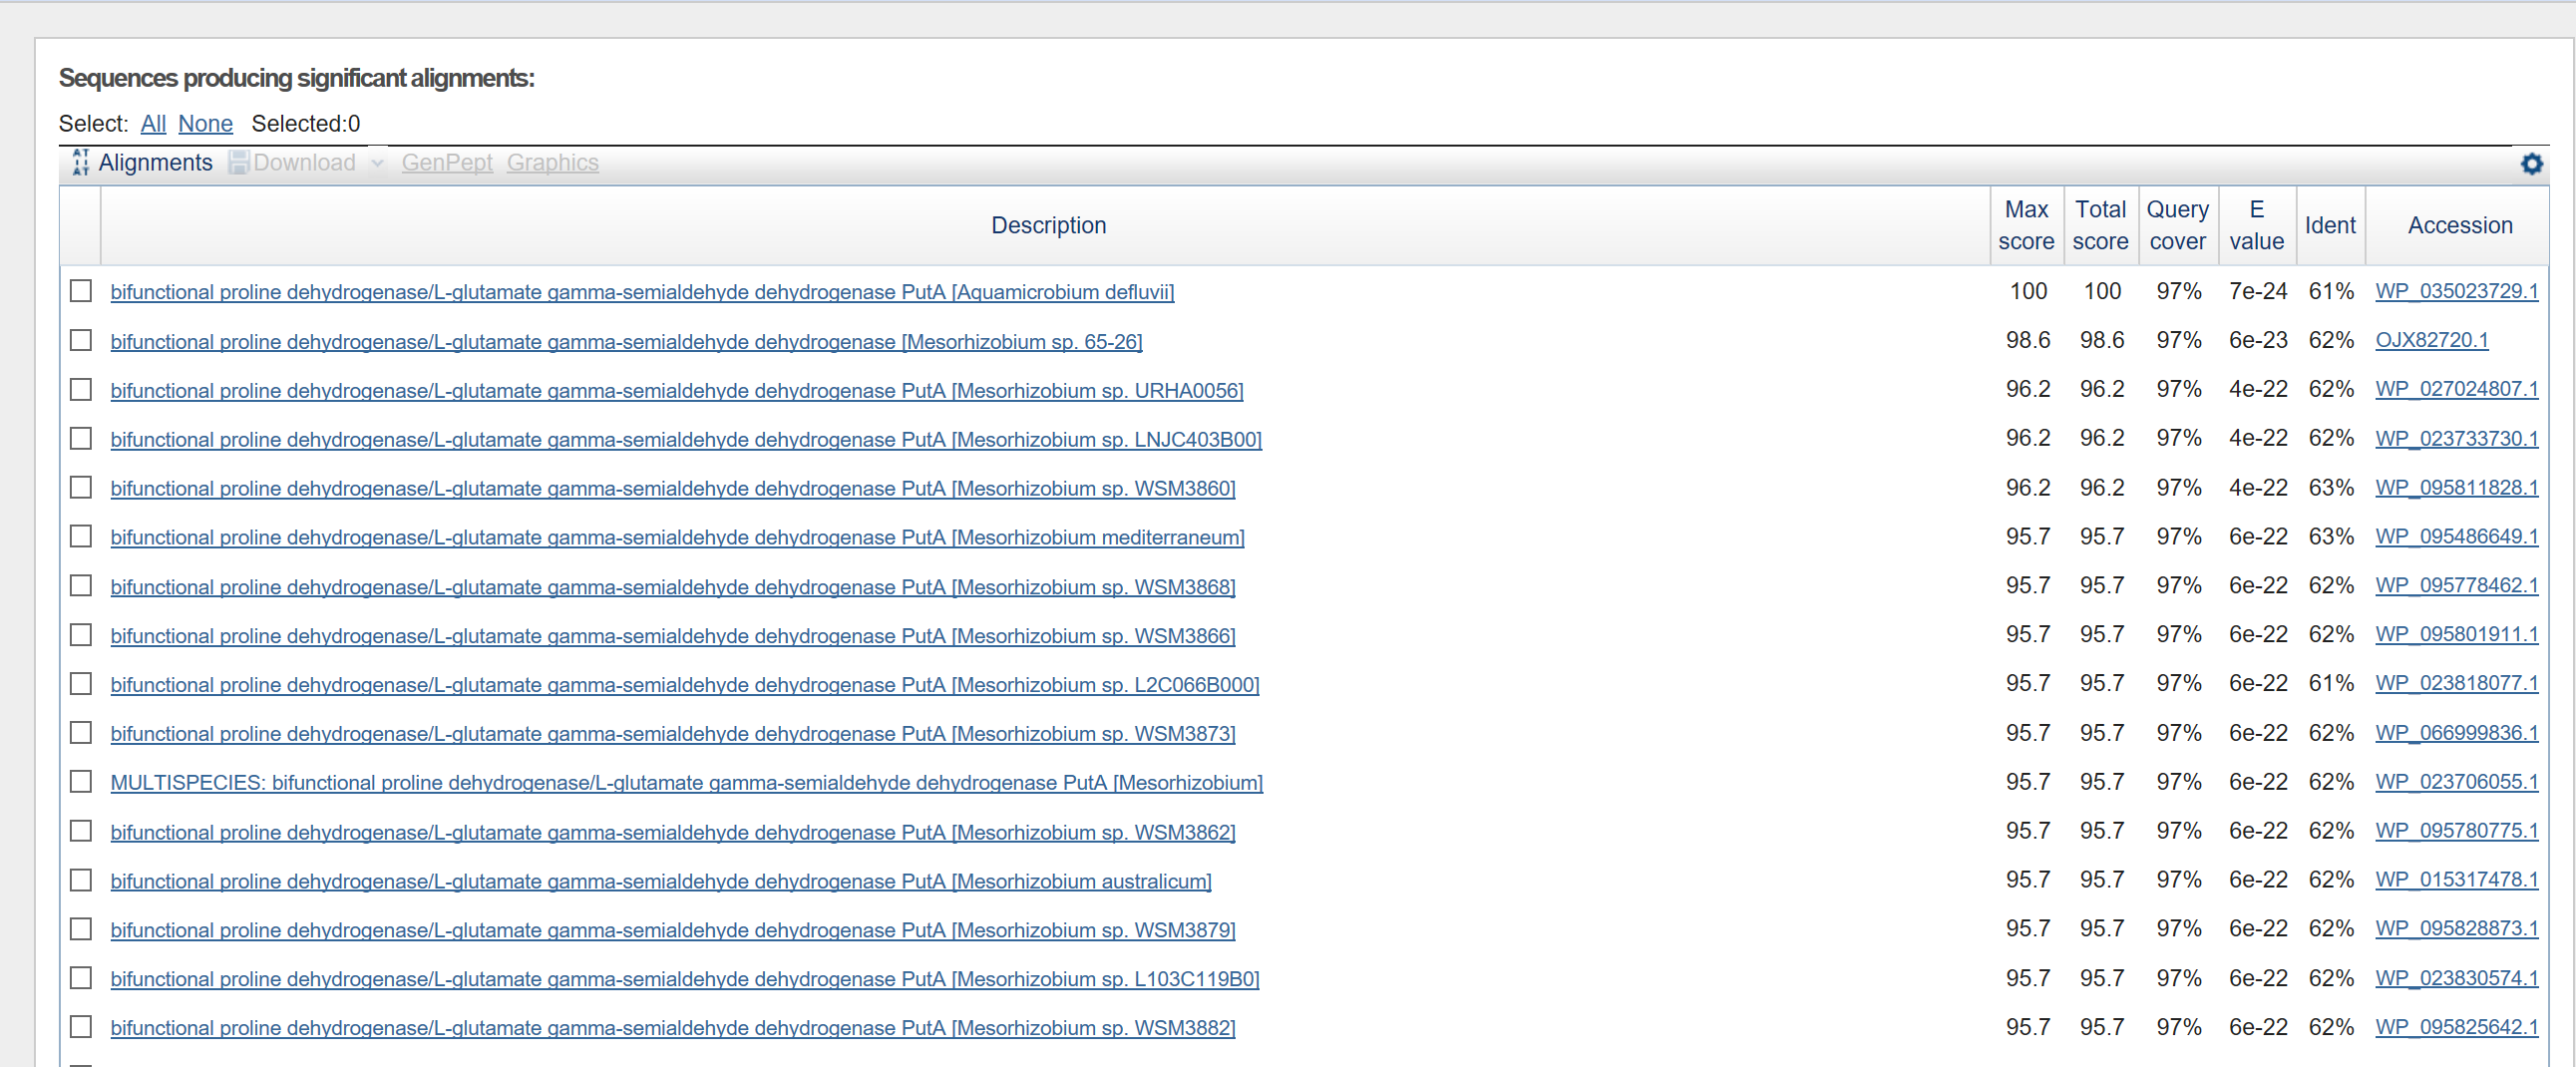 Sequences producing significant alignments:
Select: All None Selected:0
Alignments Download GenPept Graphics
Description Max score Total score Query cover E value Ident Accession
bifunctional proline dehydrogenase/L-glutamate gamma-semialdehyde dehydrogenase PutA [Aquamicrobium defluvii] 100 100 97% 7e-24 61% WP_035023729.1
bifunctional proline dehydrogenase/L-glutamate gamma-semialdehyde dehydrogenase [Mesorhizobium sp. 65-26] 98.6 98.6 97% 6e-23 62% OJX82720.1
bifunctional proline dehydrogenase/L-glutamate gamma-semialdehyde dehydrogenase PutA [Mesorhizobium sp. URHA0056] 96.2 96.2 97% 4e-22 62% WP_027024807.1
bifunctional proline dehydrogenase/L-glutamate gamma-semialdehyde dehydrogenase PutA [Mesorhizobium sp. LNJC403B00] 96.2 96.2 97% 4e-22 62% WP_023733730.1
bifunctional proline dehydrogenase/L-glutamate gamma-semialdehyde dehydrogenase PutA [Mesorhizobium sp. WSM3860] 96.2 96.2 97% 4e-22 63% WP_095811828.1
bifunctional proline dehydrogenase/L-glutamate gamma-semialdehyde dehydrogenase PutA [Mesorhizobium mediterraneum] 95.7 95.7 97% 6e-22 63% WP_095486649.1
bifunctional proline dehydrogenase/L-glutamate gamma-semialdehyde dehydrogenase PutA [Mesorhizobium sp. WSM3868] 95.7 95.7 97% 6e-22 62% WP_095778462.1
bifunctional proline dehydrogenase/L-glutamate gamma-semialdehyde dehydrogenase PutA [Mesorhizobium sp. WSM3866] 95.7 95.7 97% 6e-22 62% WP_095801911.1
bifunctional proline dehydrogenase/L-glutamate gamma-semialdehyde dehydrogenase PutA [Mesorhizobium sp. L2C066B000] 95.7 95.7 97% 6e-22 61% WP_023818077.1
bifunctional proline dehydrogenase/L-glutamate gamma-semialdehyde dehydrogenase PutA [Mesorhizobium sp. WSM3873] 95.7 95.7 97% 6e-22 62% WP_066999836.1
MULTISPECIES: bifunctional proline dehydrogenase/L-glutamate gamma-semialdehyde dehydrogenase PutA [Mesorhizobium] 95.7 95.7 97% 6e-22 62% WP_023706055.1
bifunctional proline dehydrogenase/L-glutamate gamma-semialdehyde dehydrogenase PutA [Mesorhizobium sp. WSM3862] 95.7 95.7 97% 6e-22 62% WP_095780775.1
bifunctional proline dehydrogenase/L-glutamate gamma-semialdehyde dehydrogenase PutA [Mesorhizobium australicum] 95.7 95.7 97% 6e-22 62% WP_015317478.1
bifunctional proline dehydrogenase/L-glutamate gamma-semialdehyde dehydrogenase PutA [Mesorhizobium sp. WSM3879] 95.7 95.7 97% 6e-22 62% WP_095828873.1
bifunctional proline dehydrogenase/L-glutamate gamma-semialdehyde dehydrogenase PutA [Mesorhizobium sp. L103C119B0] 95.7 95.7 97% 6e-22 62% WP_023830574.1
bifunctional proline dehydrogenase/L-glutamate gamma-semialdehyde dehydrogenase PutA [Mesorhizobium sp. WSM3882] 95.7 95.7 97% 6e-22 62% WP_095825642.1